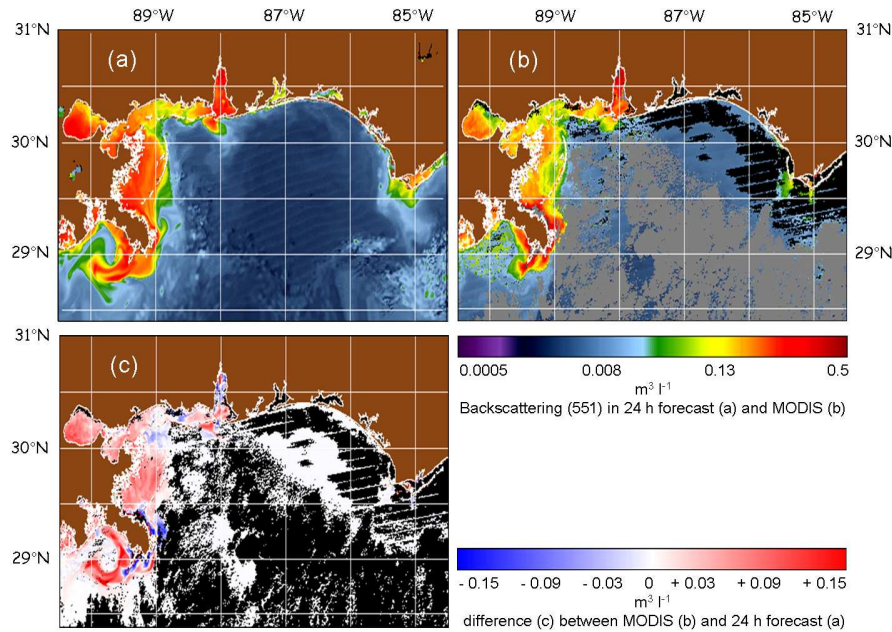 89°W 87°W 85°W 89°W 87°W 85°W
31°N 31°N
(a) (b)
30°N 30°N
29°N 29°N
31°N
(c)
0.0005 0.008 0.13 0.5
m³ l⁻¹
Backscattering (551) in 24 h forecast (a) and MODIS (b)
30°N
29°N
- 0.15 - 0.09 - 0.03 0 + 0.03 + 0.09 + 0.15
m³ l⁻¹
difference (c) between MODIS (b) and 24 h forecast (a)